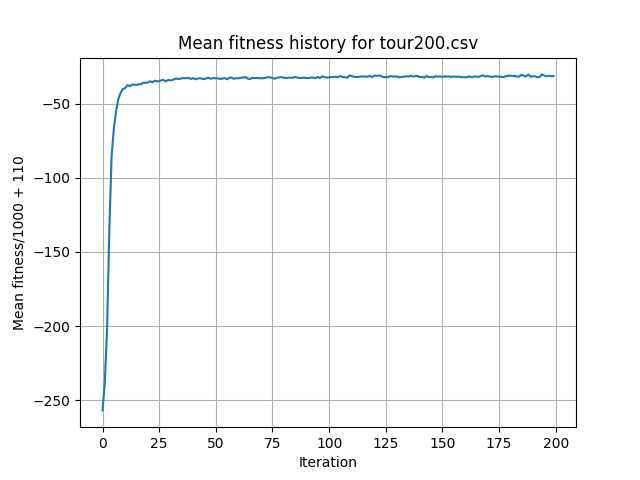 Mean fitness history for tour200.csv
Mean fitness/1000 + 110
−50
−100
−150
−200
−250
0 25 50 75 100 125 150 175 200
Iteration